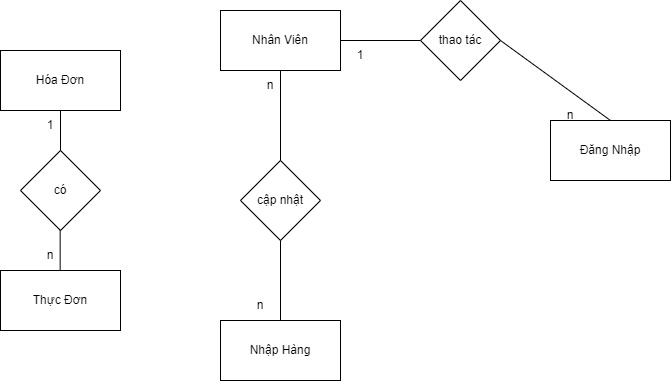 Nhân Viên
thao tác
1
Hóa Đơn
n
1
n
Đăng Nhập
có
cập nhật
n
Thực Đơn
n
Nhập Hàng